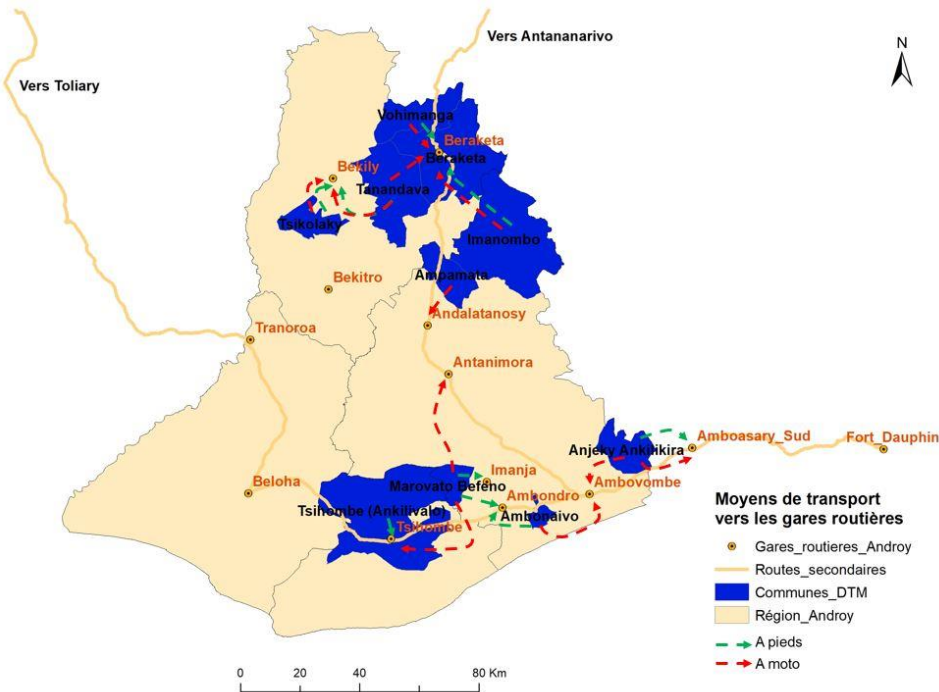 Vers Antananarivo
N
Vers Toliary
Vohimanga
Beraketa
Beraketa
Bekily
Tanandava
Tsikolaky
Imanombo
Bekitro
Ampamata
Andalatanosy
Tranoroa
Antanimora
Anjeky Ankilikira
Amboasary_Sud
Fort_Dauphin
Imanja
Beloha
Marovato Befeno
Ambondro
Ambovombe
Tsihombe (Ankilivalo)
Ambonaivo
Tsihombe
Moyens de transport
vers les gares routières
Gares_routieres_Androy
Routes_secondaires
Communes_DTM
Région_Androy
A pieds
A moto
0 20 40 80 Km